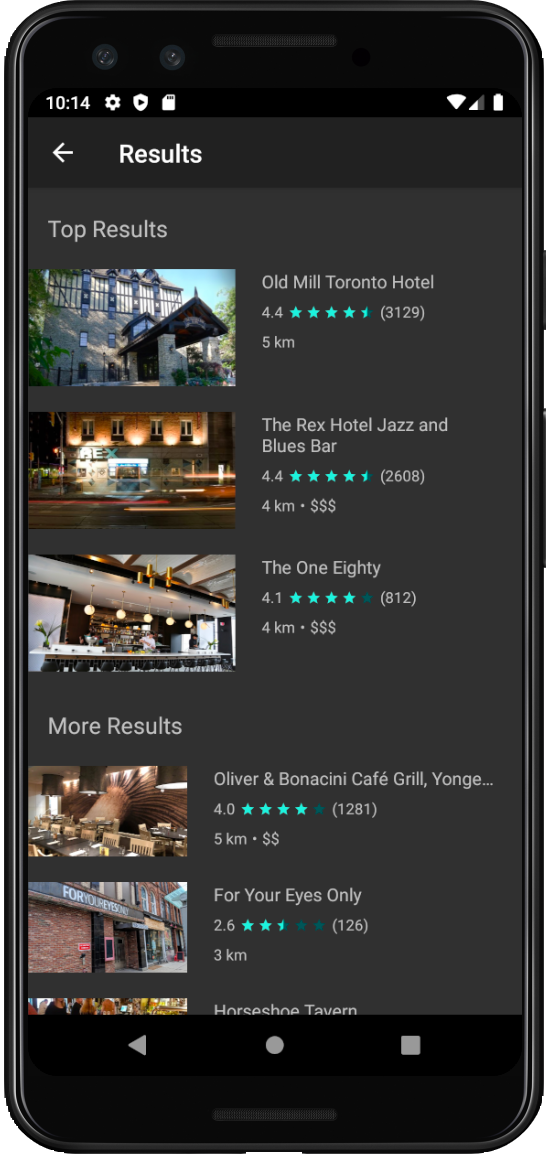 10:14
Results
Top Results
Old Mill Toronto Hotel
4.4 (3129)
5 km
REX
The Rex Hotel Jazz and
Blues Bar
4.4 (2608)
4 km • $$$
The One Eighty
4.1 (812)
4 km • $$$
More Results
Oliver & Bonacini Café Grill, Yonge...
4.0 (1281)
5 km • $$
FORYOUREYESONLY
For Your Eyes Only
2.6 (126)
3 km
Horseshoe Tavern